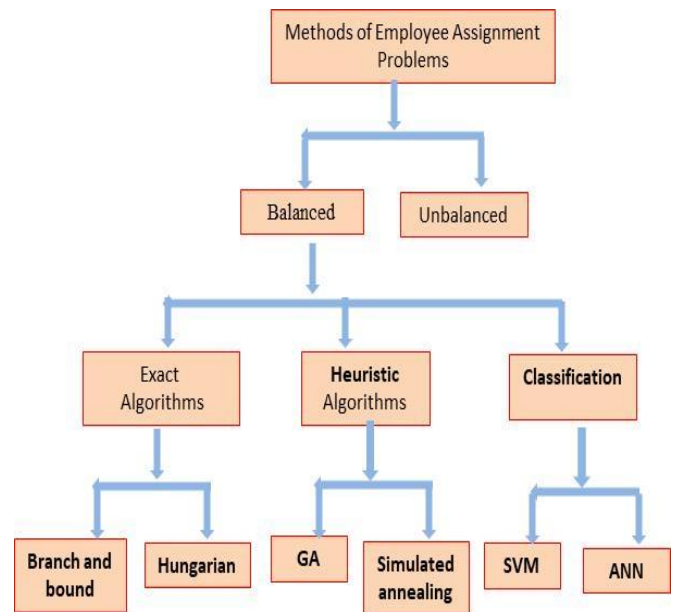 Methods of Employee Assignment
Problems
Balanced
Unbalanced
Exact
Algorithms
Heuristic
Algorithms
Classification
Branch and
bound
Hungarian
GA
Simulated
annealing
SVM
ANN